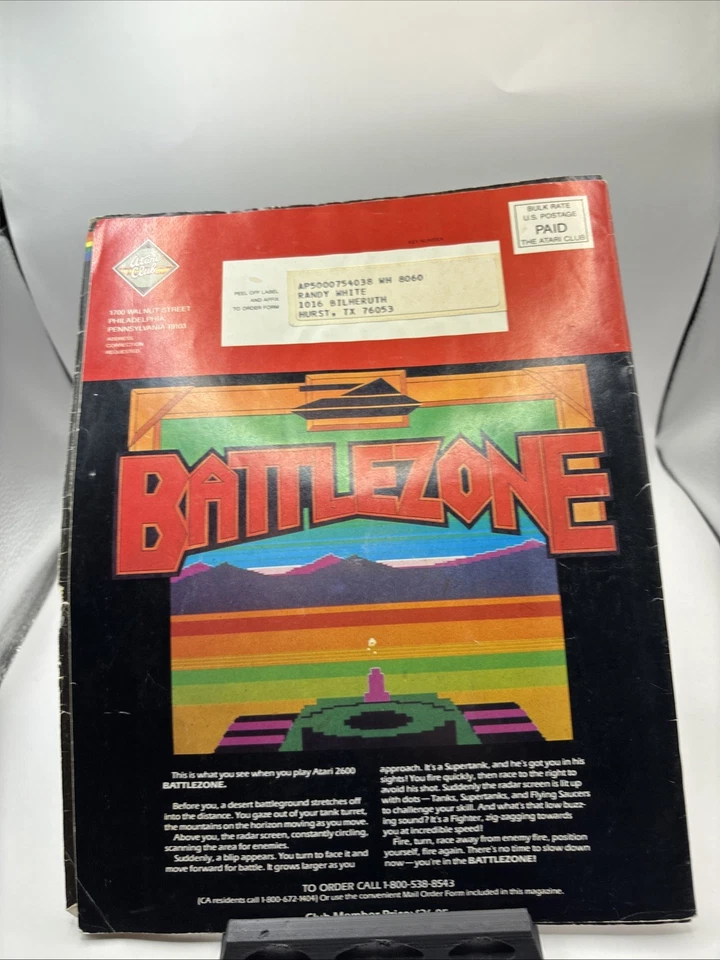 BULK RATE
U.S. POSTAGE
PAID
THE ATARI CLUB
Atari
Club
1700 WALNUT STREET
PHILADELPHIA,
PENNSYLVANIA 19103
ADDRESS
CORRECTION
REQUESTED
PEEL OFF LABEL
AND AFFIX
TO ORDER FORM
KEY NUMBER
AP5000754038 WH 8060
RANDY WHITE
1016 BILHERUTH
HURST, TX 76053
BATTLEZONE
This is what you see when you play Atari 2600
BATTLEZONE.
Before you, a desert battleground stretches off
into the distance. You gaze out of your tank turret,
the mountains on the horizon moving as you move.
Above you, the radar screen, constantly circling,
scanning the area for enemies.
Suddenly, a blip appears. You turn to face it and
move forward for battle. It grows larger as you
approach. It's a Supertank, and he's got you in his
sights! You fire quickly, then race to the right to
avoid his shot. Suddenly the radar screen is lit up
with dots—Tanks, Supertanks, and Flying Saucers
to challenge your skill. And what's that low buzz-
ing sound? It's a Fighter, zig-zagging towards
you at incredible speed!
Fire, turn, race away from enemy fire, position
yourself, fire again. There's no time to slow down
now—you're in the BATTLEZONE!
TO ORDER CALL 1-800-538-8543
(CA residents call 1-800-672-1404) Or use the convenient Mail Order Form included in this magazine.
Club Member Price: